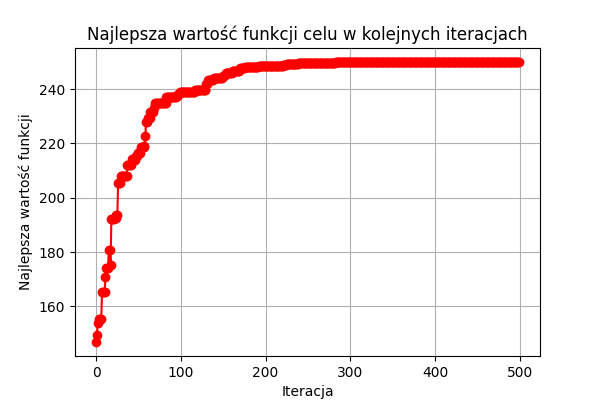 Najlepsza wartość funkcji celu w kolejnych iteracjach
Najlepsza wartość funkcji
240
220
200
180
160
0 100 200 300 400 500
Iteracja